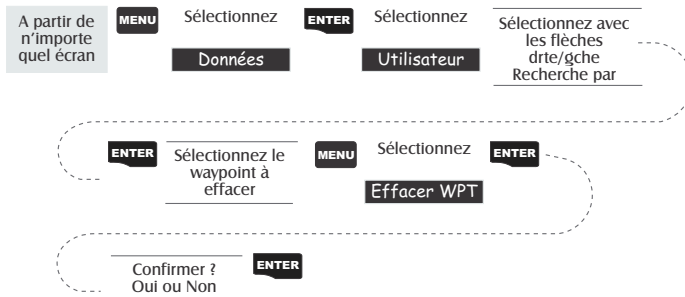 A partir de
n'importe
quel écran
MENU
Sélectionnez
Données
ENTER
Sélectionnez
Utilisateur
Sélectionnez avec
les flèches
drte/gche
Recherche par
ENTER
Sélectionnez le
waypoint à
effacer
MENU
Sélectionnez
Effacer WPT
ENTER
Confirmer ?
Oui ou Non
ENTER